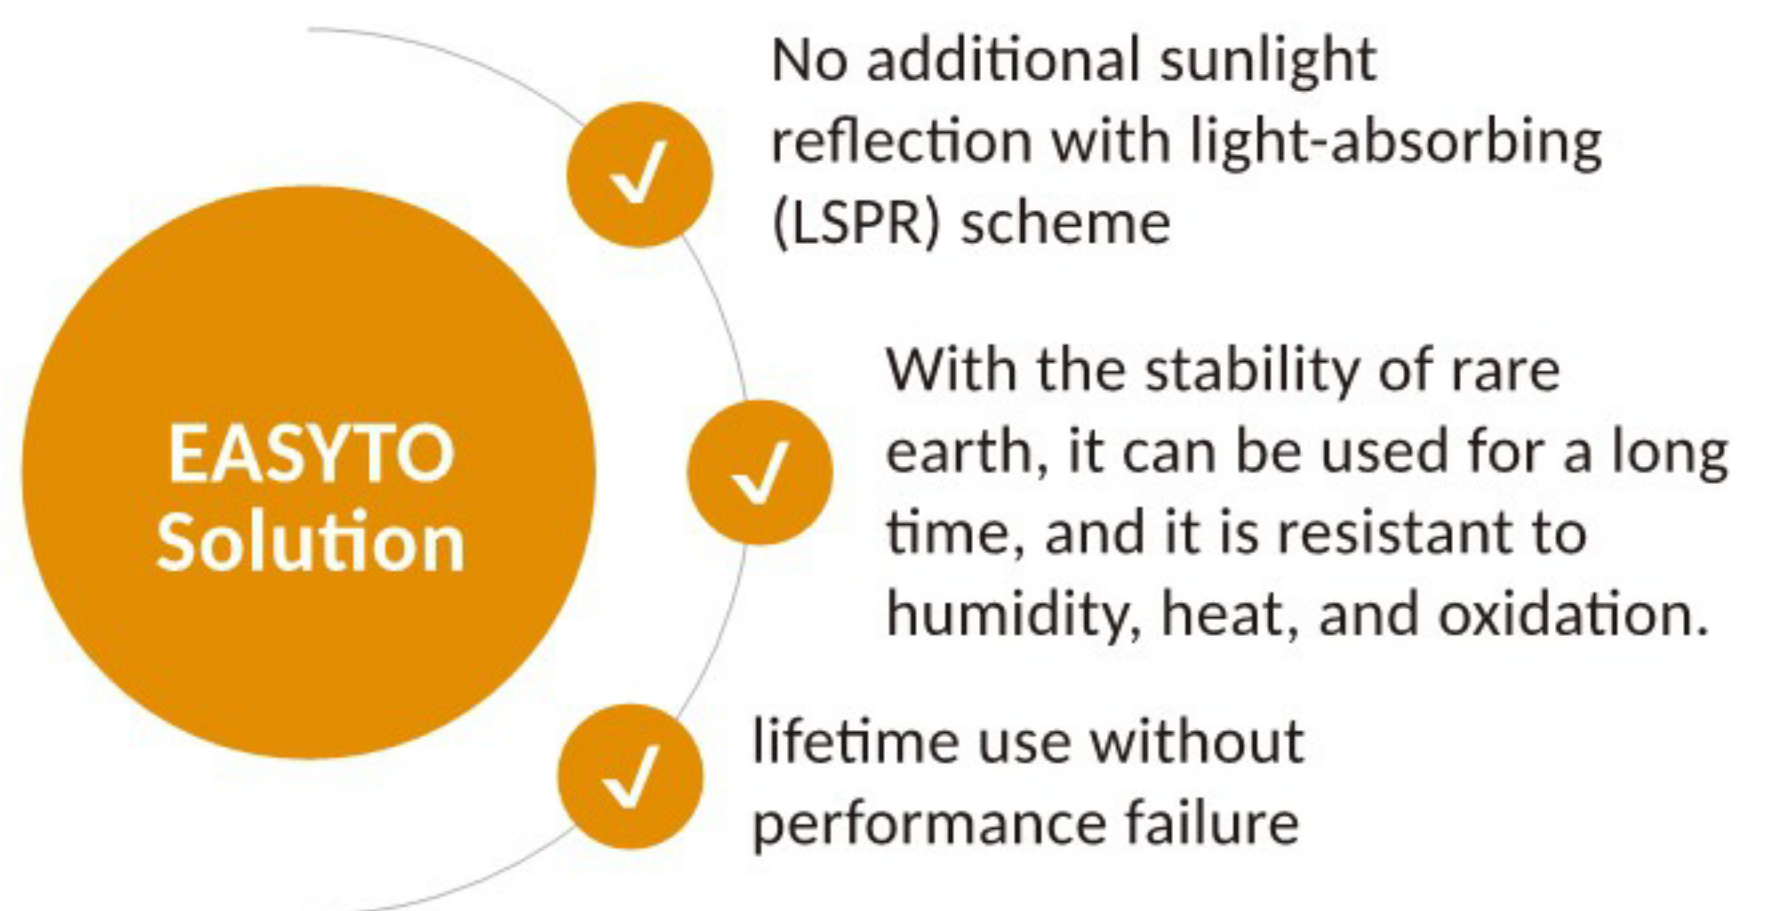 EASYTO
Solution
No additional sunlight
reflection with light-absorbing
(LSPR) scheme
With the stability of rare
earth, it can be used for a long
time, and it is resistant to
humidity, heat, and oxidation.
lifetime use without
performance failure